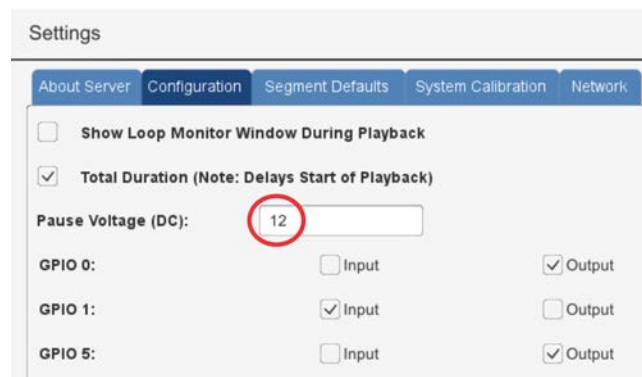 Settings
About Server Configuration Segment Defaults System Calibration Network
Show Loop Monitor Window During Playback
Total Duration (Note: Delays Start of Playback)
Pause Voltage (DC): 12
GPIO 0: Input Output
GPIO 1: Input Output
GPIO 5: Input Output